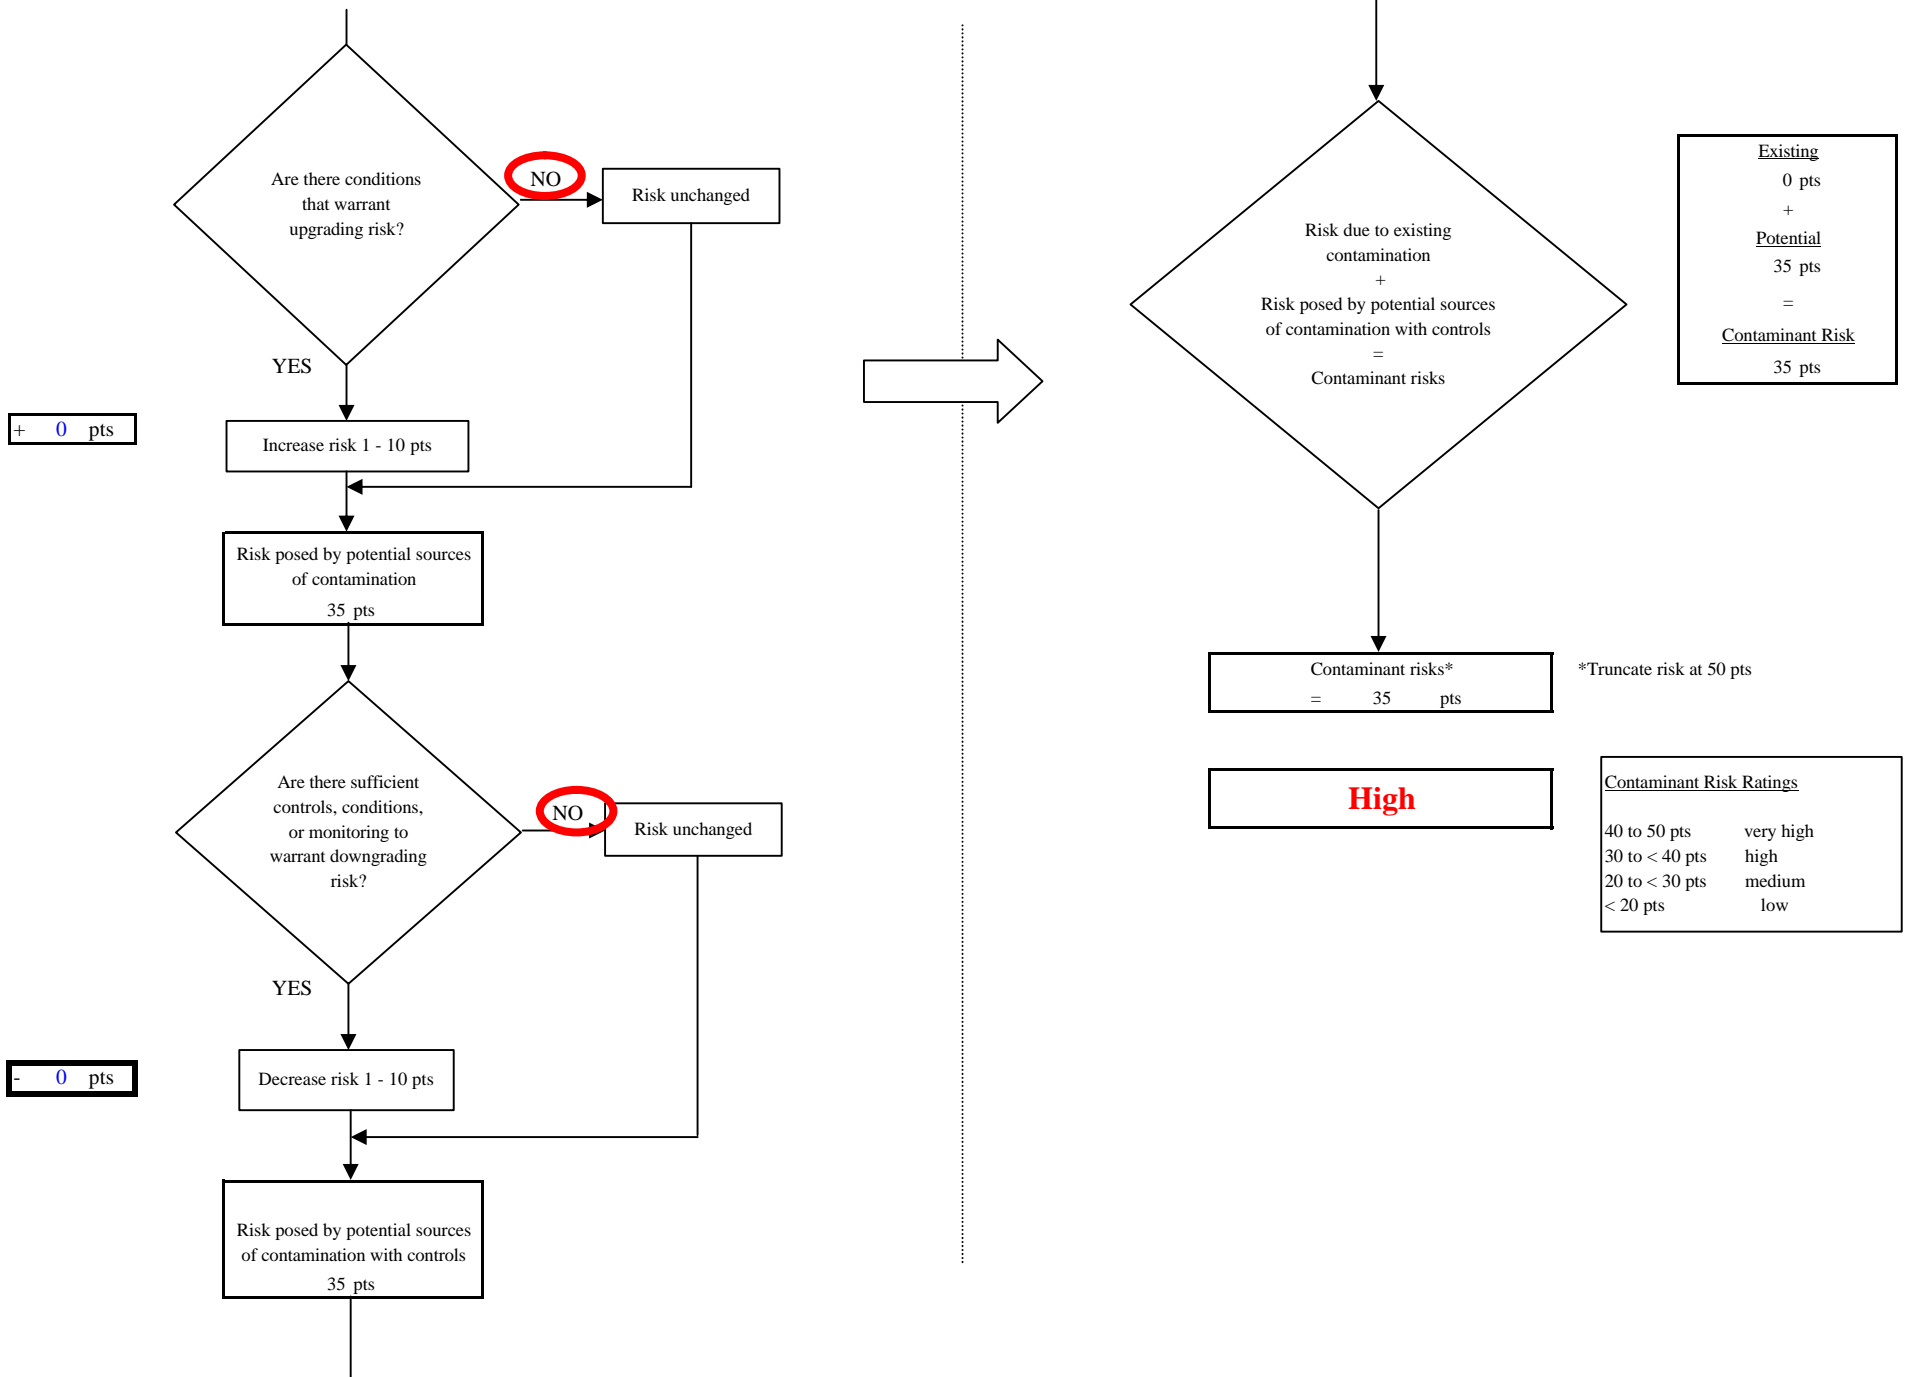 Are there conditions
that warrant
upgrading risk?
NO
Risk unchanged
YES
+ 0 pts
Increase risk 1 - 10 pts
Risk posed by potential sources
of contamination
35 pts
Are there sufficient
controls, conditions,
or monitoring to
warrant downgrading
risk?
NO
Risk unchanged
YES
- 0 pts
Decrease risk 1 - 10 pts
Risk posed by potential sources
of contamination with controls
35 pts
Risk due to existing
contamination
+
Risk posed by potential sources
of contamination with controls
=
Contaminant risks
Existing
0 pts
+
Potential
35 pts
=
Contaminant Risk
35 pts
Contaminant risks*
= 35 pts
*Truncate risk at 50 pts
High
Contaminant Risk Ratings
40 to 50 pts very high
30 to < 40 pts high
20 to < 30 pts medium
< 20 pts low